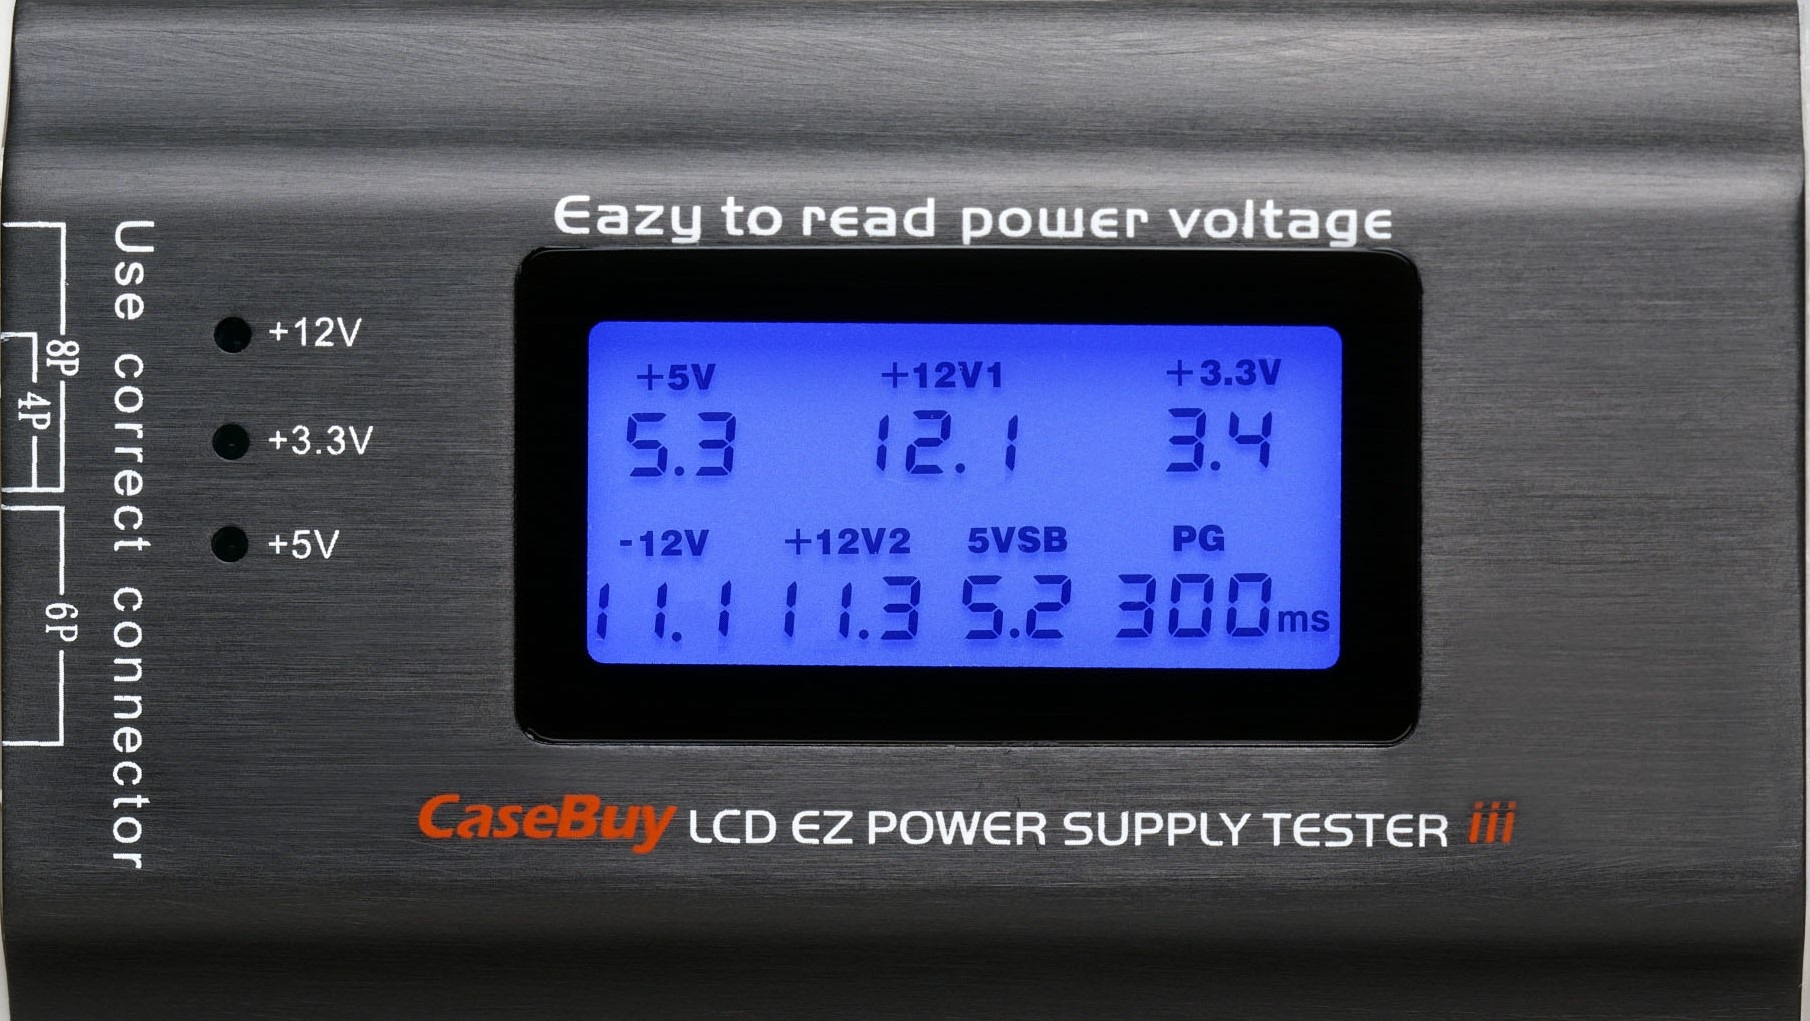 Eazy to read power voltage
Use correct connector
8P
4P
6P
+12V
+3.3V
+5V
+5V +12V1 +3.3V
5.3 12.1 3.4
-12V +12V2 5VSB PG
11.1 11.3 5.2 300ms
CaseBuy LCD EZ POWER SUPPLY TESTER iii